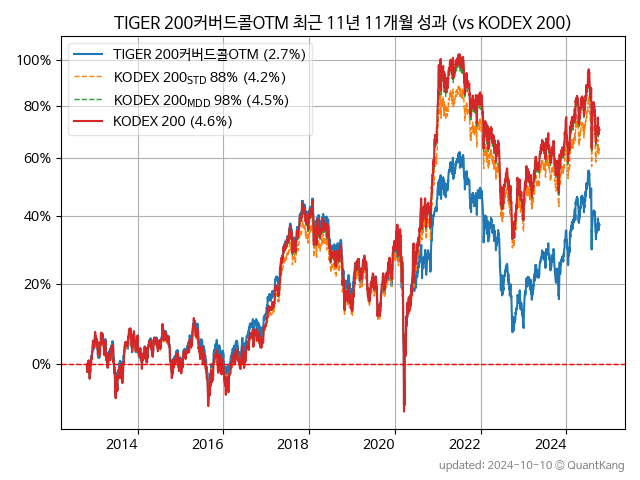 TIGER 200커버드콜OTM 최근 11년 11개월 성과 (vs KODEX 200)
TIGER 200커버드콜OTM (2.7%)
KODEX 200STD 88% (4.2%)
KODEX 200MDD 98% (4.5%)
KODEX 200 (4.6%)
100%
80%
60%
40%
20%
0%
2014 2016 2018 2020 2022 2024
updated: 2024-10-10 © QuantKang